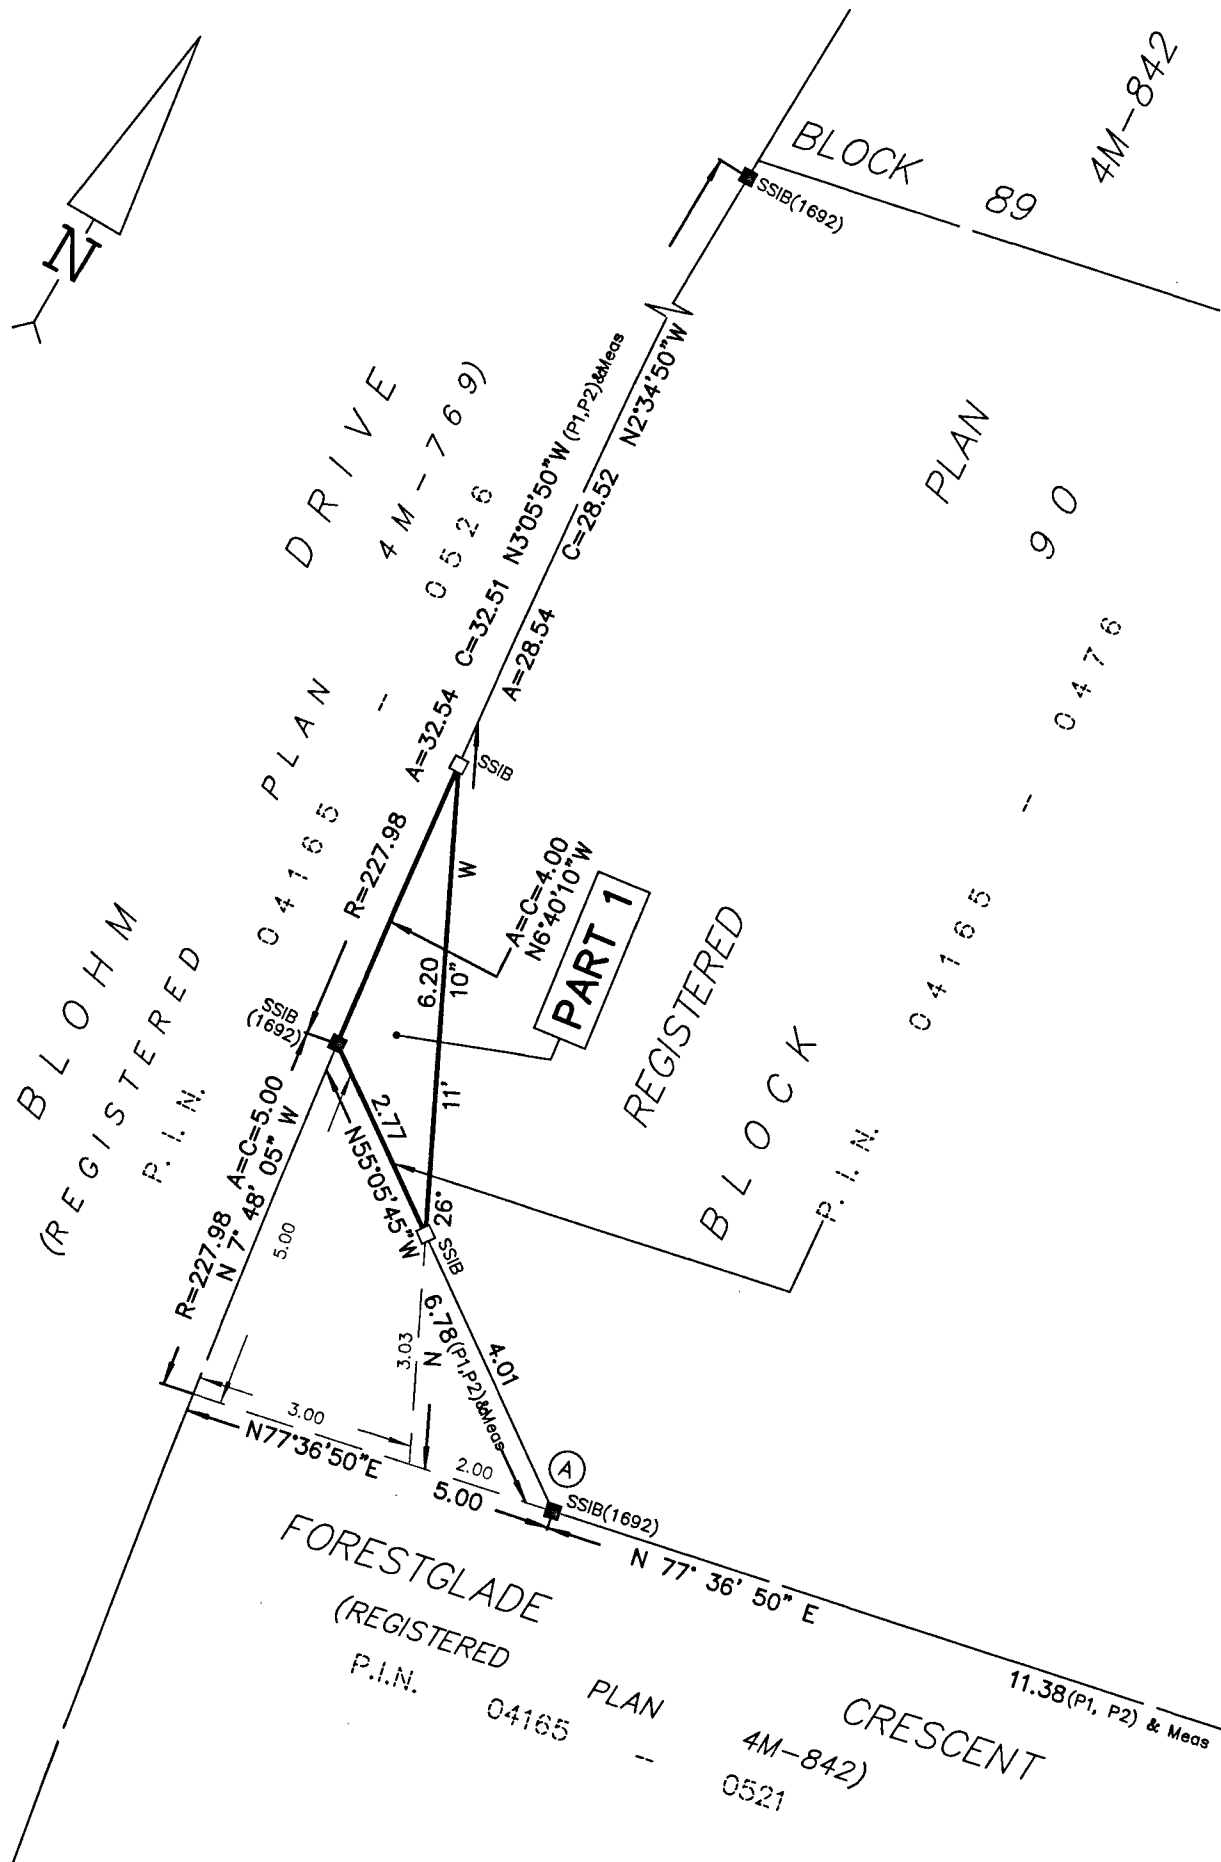 N
BLOCK 89
4M-842
SSIB(1692)
BLOHM DRIVE
(REGISTERED PLAN 4M-769)
P.I.N. 04165 -- 0526
C=32.51 N3°05'50"W (P1,P2)&Meas
A=32.54
R=227.98
C=28.52 N2°34'50"W
A=28.54
SSIB
REGISTERED PLAN
BLOCK 90
P.I.N. 04165 - 0476
A=C=4.00
N6°40'10"W
PART 1
6.20
N 26° 11' 10" W
SSIB
(1692)
2.77
N55°05'45"W
SSIB
R=227.98 A=C=5.00
N 7° 48' 05" W
5.00
6.78(P1,P2)&Meas
4.01
3.03
3.00
2.00
N77°36'50"E
5.00
A
SSIB(1692)
N 77° 36' 50" E
11.38(P1, P2) & Meas
FORESTGLADE CRESCENT
(REGISTERED PLAN 4M-842)
P.I.N. 04165 -- 0521